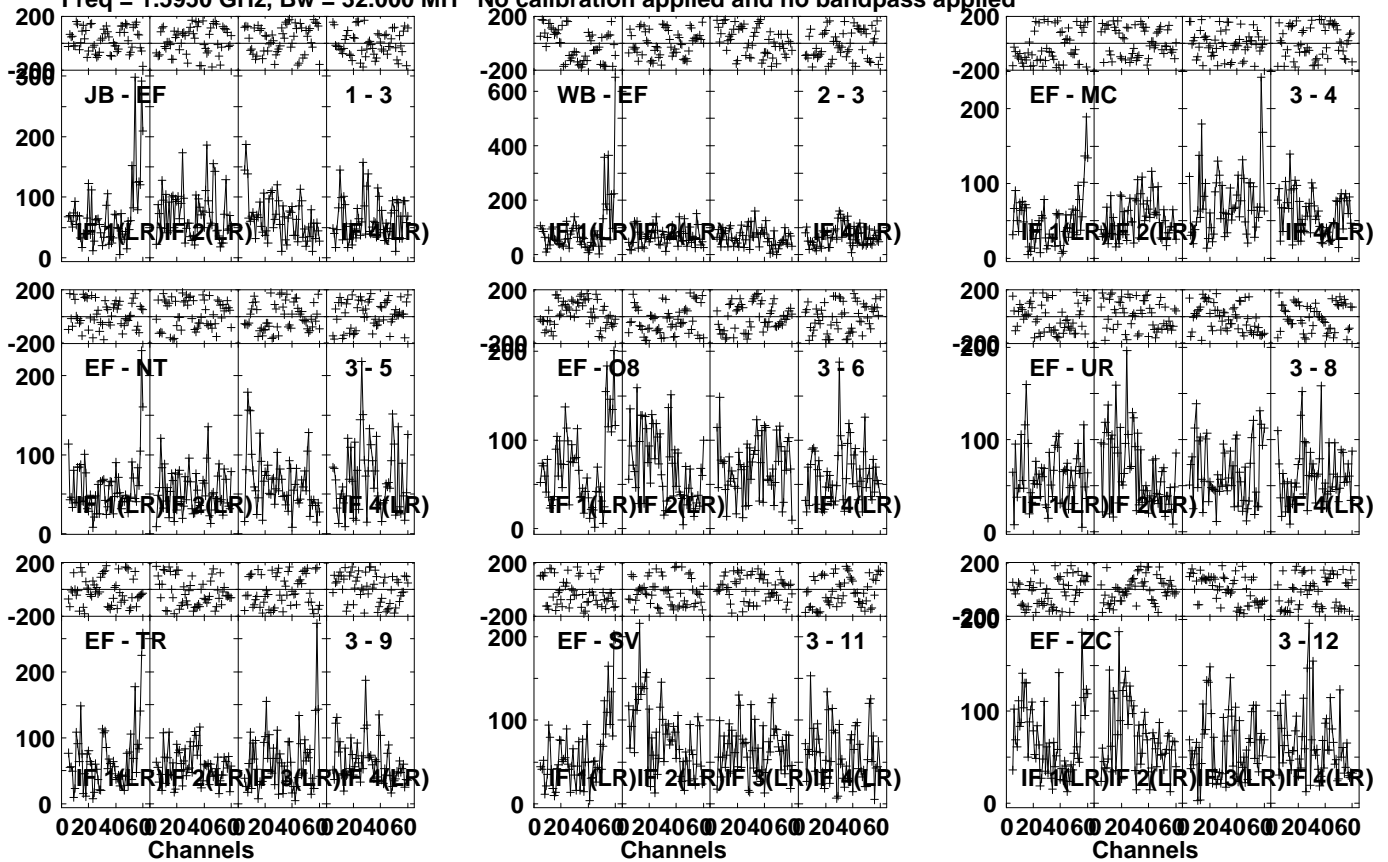 Freq = 1.5950 GHz, Bw = 32.000 MH No calibration applied and no bandpass applied
200
-200
300
200
100
0
JB - EF 1 - 3
IF 1(LR) IF 2(LR) IF 4(LR)
200
-200
600
400
200
0
WB - EF 2 - 3
IF 1(LR) IF 2(LR) IF 4(LR)
200
-200
200
100
0
EF - MC 3 - 4
IF 1(LR) IF 2(LR) IF 4(LR)
200
-200
200
100
0
EF - NT 3 - 5
IF 1(LR) IF 2(LR) IF 4(LR)
200
-200
200
100
0
EF - O8 3 - 6
IF 1(LR) IF 2(LR) IF 4(LR)
200
-200
200
100
0
EF - UR 3 - 8
IF 1(LR) IF 2(LR) IF 4(LR)
200
-200
200
100
0
EF - TR 3 - 9
IF 1(LR) IF 2(LR) IF 3(LR) IF 4(LR)
0 20 40 60 0 20 40 60 0 20 40 60 0 20 40 60
Channels
200
-200
200
100
0
EF - SV 3 - 11
IF 1(LR) IF 2(LR) IF 3(LR) IF 4(LR)
0 20 40 60 0 20 40 60 0 20 40 60 0 20 40 60
Channels
200
-200
200
100
0
EF - ZC 3 - 12
IF 1(LR) IF 2(LR) IF 3(LR) IF 4(LR)
0 20 40 60 0 20 40 60 0 20 40 60 0 20 40 60
Channels